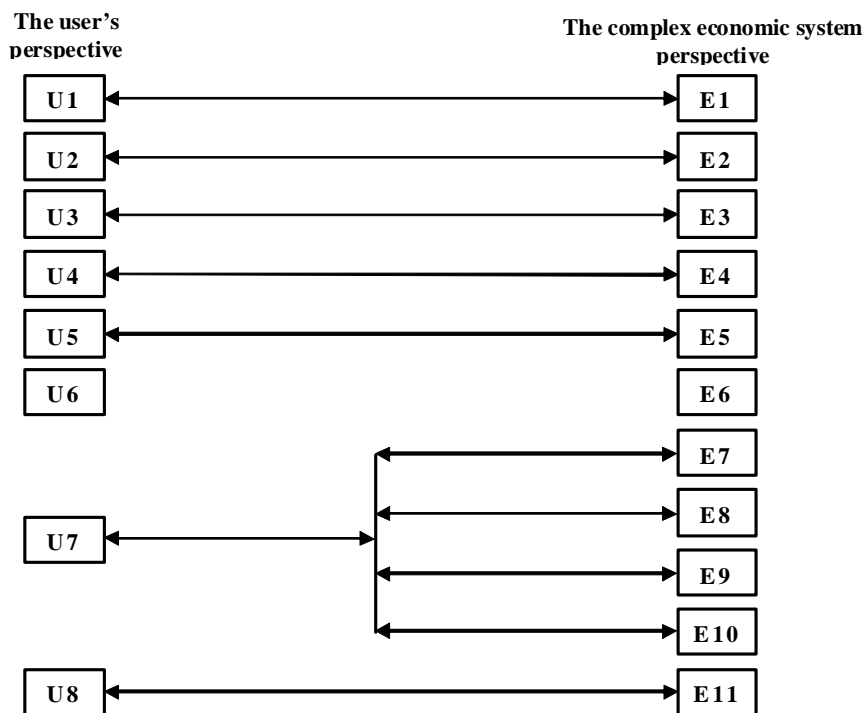 The user's
perspective
The complex economic system
perspective
U1
E1
U2
E2
U3
E3
U4
E4
U5
E5
U6
E6
E7
E8
U7
E9
E10
U8
E11